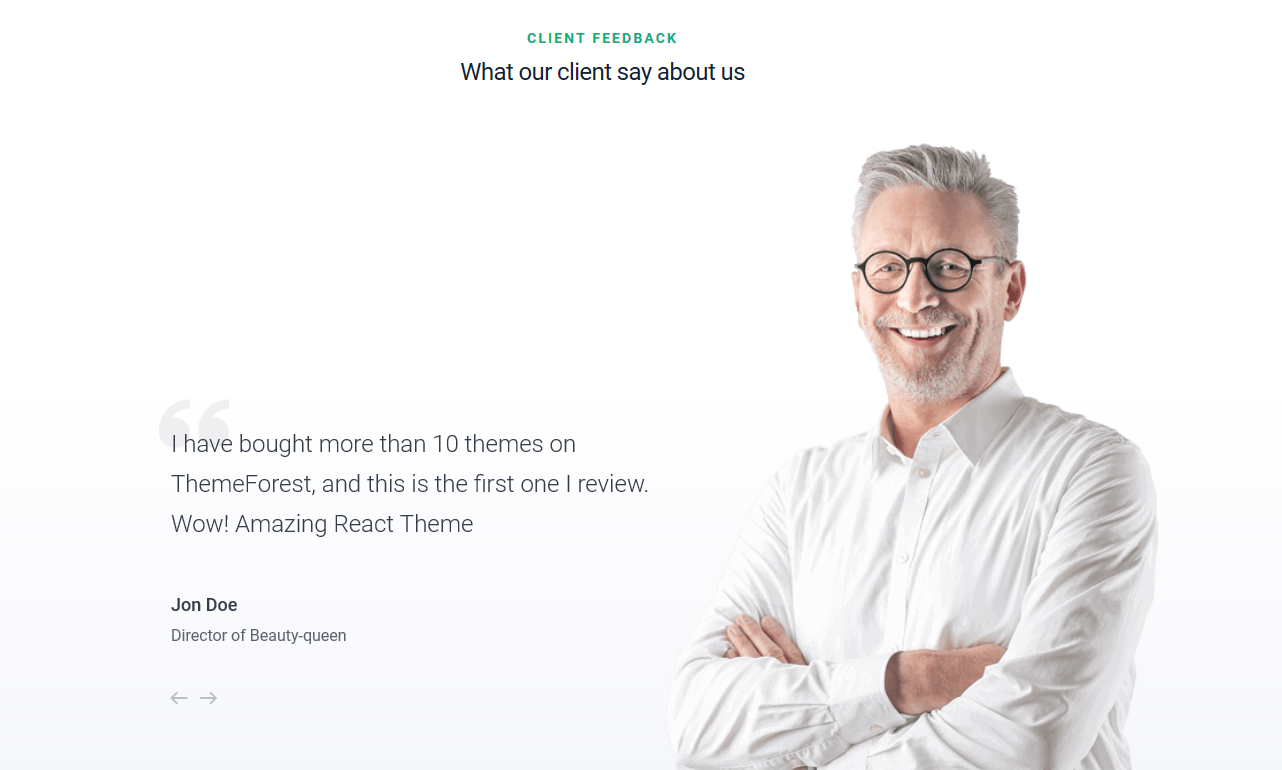 CLIENT FEEDBACK
What our client say about us
I have bought more than 10 themes on
ThemeForest, and this is the first one I review.
Wow! Amazing React Theme
Jon Doe
Director of Beauty-queen